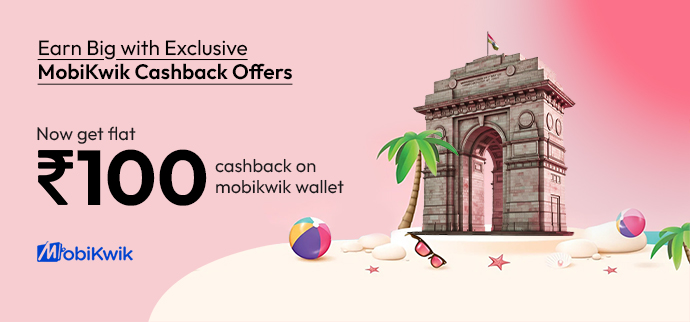 Earn Big with Exclusive
MobiKwik Cashback Offers
Now get flat
₹100
cashback on
mobikwik wallet
MobiKwik